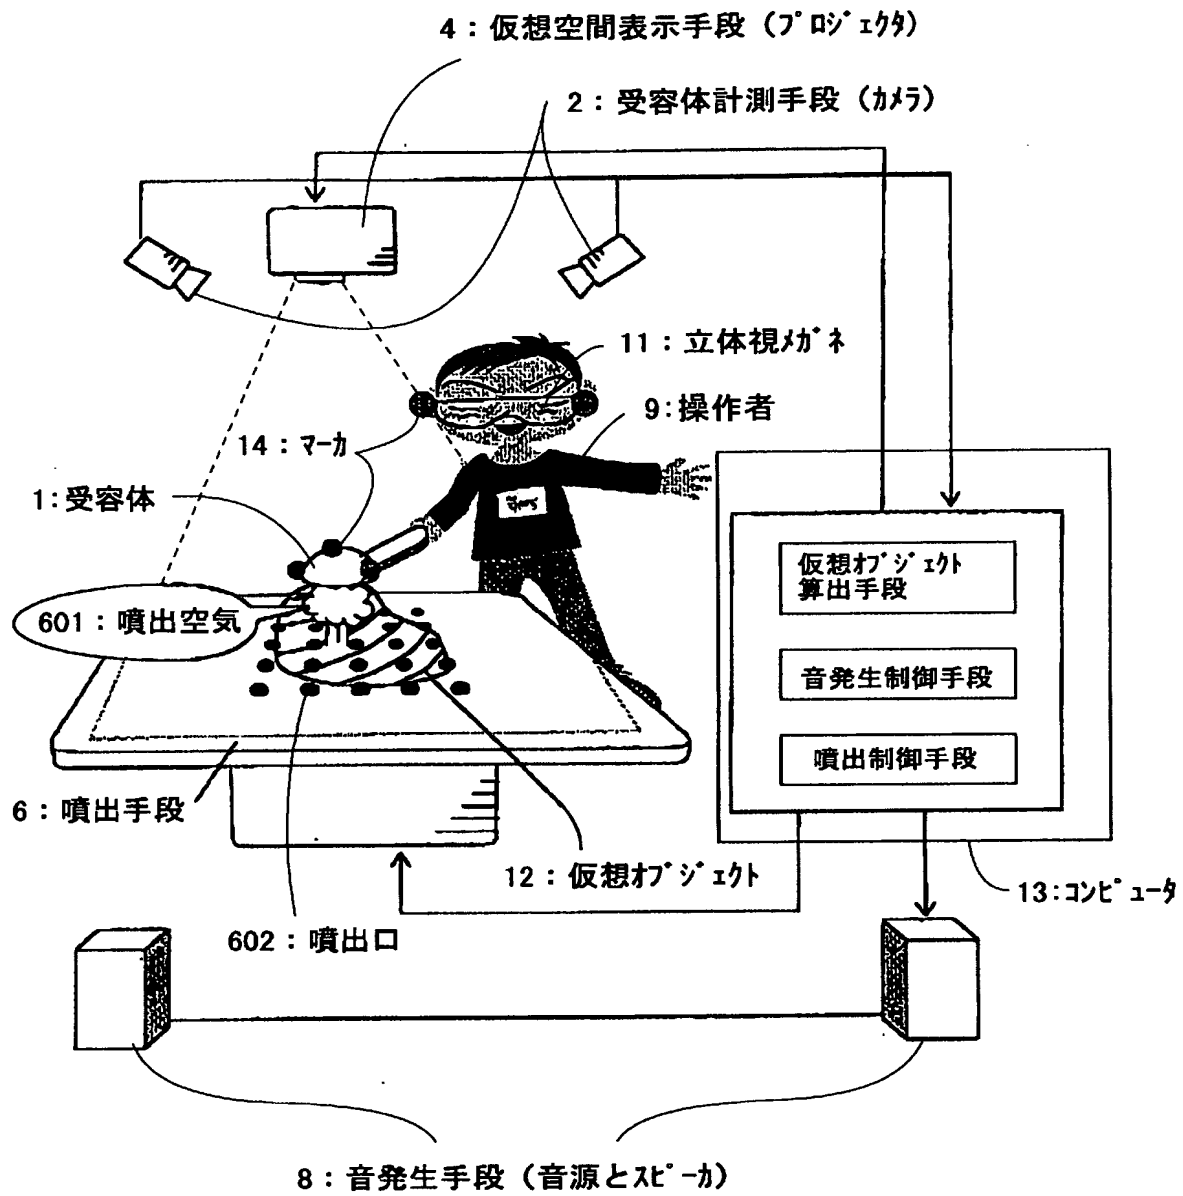 4：仮想空間表示手段（ﾌﾟﾛｼﾞｪｸﾀ）
2：受容体計測手段（ｶﾒﾗ）
11：立体視ﾒｶﾞﾈ
9:操作者
14：ﾏｰｶ
1:受容体
仮想ｵﾌﾞｼﾞｪｸﾄ
算出手段
601：噴出空気
音発生制御手段
噴出制御手段
6：噴出手段
12：仮想ｵﾌﾞｼﾞｪｸﾄ
13:ｺﾝﾋﾟｭｰﾀ
602：噴出口
8：音発生手段（音源とｽﾋﾟｰｶ）